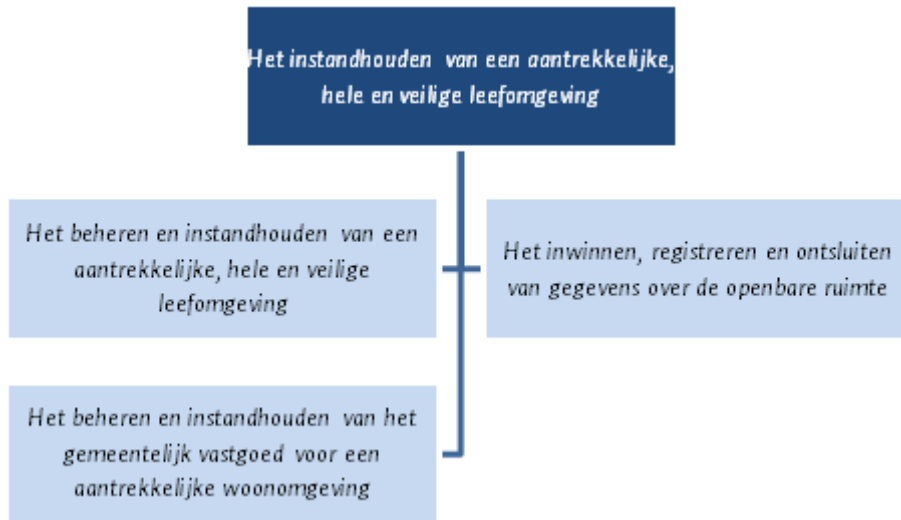 Het instandhouden van een aantrekkelijke,
hele en veilige leefomgeving
Het beheren en instandhouden van een
aantrekkelijke, hele en veilige
leefomgeving
Het inwinnen, registreren en ontsluiten
van gegevens over de openbare ruimte
Het beheren en instandhouden van het
gemeentelijk vastgoed voor een
aantrekkelijke woonomgeving